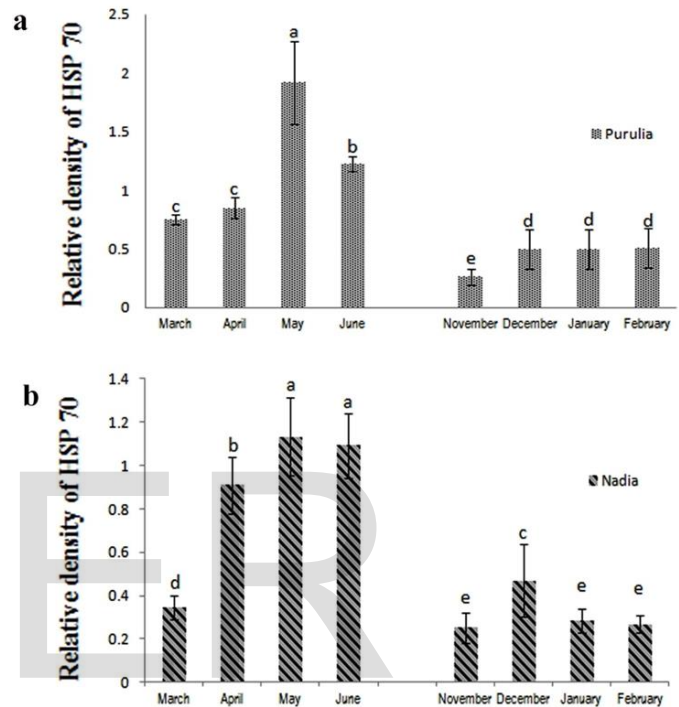 a
Relative density of HSP 70
2.5
2
1.5
1
0.5
0
c
c
a
b
e
d
d
d
Purulia
March April May June November December January February
b
Relative density of HSP 70
1.4
1.2
1
0.8
0.6
0.4
0.2
0
d
b
a
a
e
c
e
e
Nadia
March April May June November December January February
ER